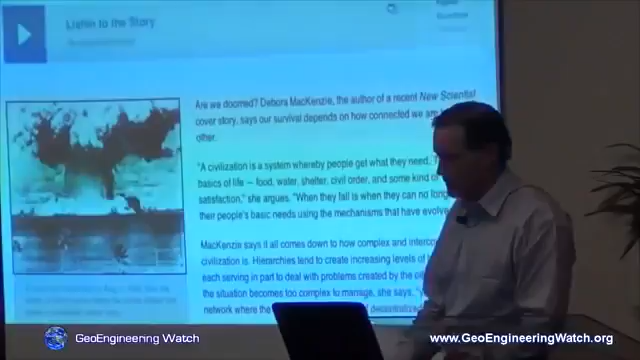 Listen to the Story
Are we doomed? Debora MacKenzie, the author of a recent New Scientist
cover story, says our survival depends on how connected we are
other.
"A civilization is a system whereby people get what they need,
basics of life — food, water, shelter, civil order, and some kind of
satisfaction," she argues. "When they fail is when they can no
their people's basic needs using the mechanisms that have
MacKenzie says it all comes down to how complex and
civilization is. Hierarchies tend to create increasing levels of
each serving in part to deal with problems created by the
the situation becomes too complex to manage, she says,
network where the decentralized
GeoEngineering Watch
www.GeoEngineeringWatch.org